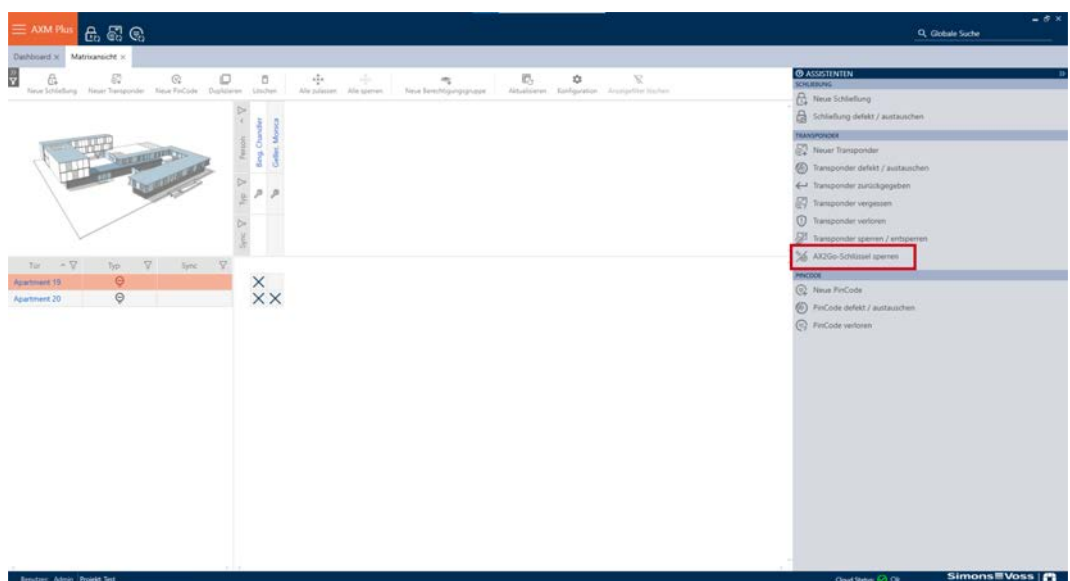 AXM Plus
Globale Suche
Dashboard
Matrixansicht
Neue Schließung
Neuer Transponder
Neue PinCode
Duplizieren
Löschen
Alle zulassen
Alle sperren
Neue Berechtigungsgruppe
Aktualisieren
Konfiguration
Anzeigefilter löschen
Person
Bing, Chandler
Geller, Monica
Typ
Sync
Tür
Typ
Sync
Apartment 19
Apartment 20
ASSISTENTEN
SCHLIEßUNG
Neue Schließung
Schließung defekt / austauschen
TRANSPONDER
Neuer Transponder
Transponder defekt / austauschen
Transponder zurückgegeben
Transponder vergessen
Transponder verloren
Transponder sperren / entsperren
AX2Go-Schlüssel sperren
PINCODE
Neue PinCode
PinCode defekt / austauschen
PinCode verloren
Benutzer: Admin Projekt: Test
Cloud Status: Ok
SimonsVoss